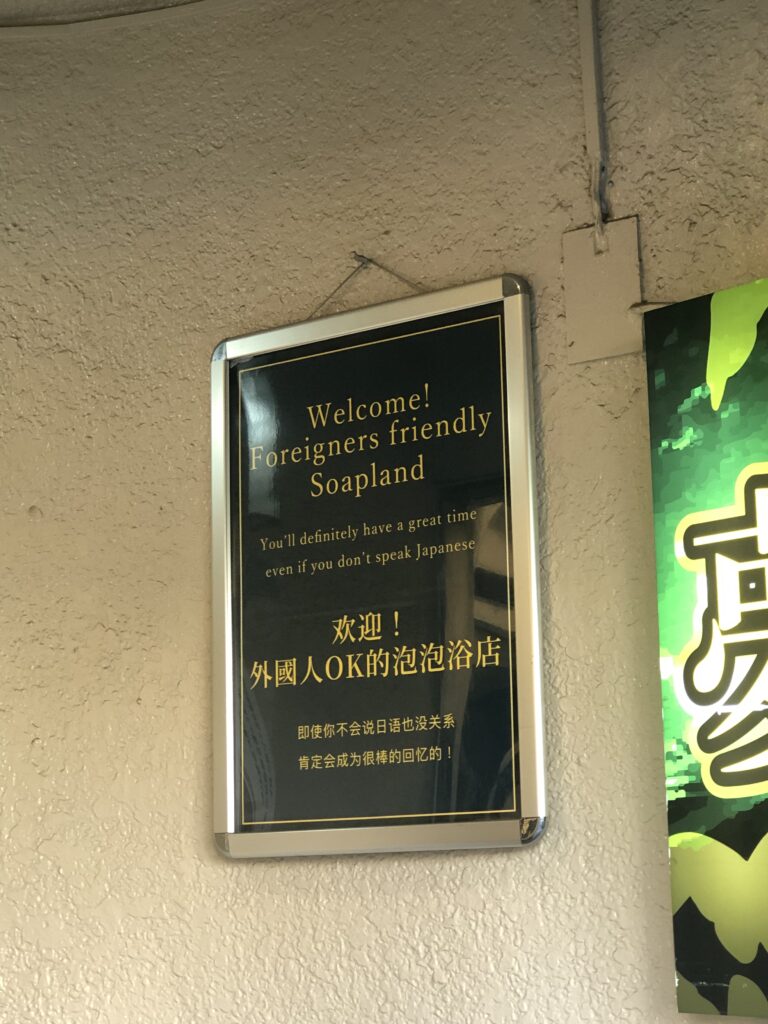 Welcome!
Foreigners friendly
Soapland
You'll definitely have a great time
even if you don't speak Japanese
欢迎！
外國人OK的泡泡浴店
即使你不会说日语也没关系
肯定会成为很棒的回忆的！